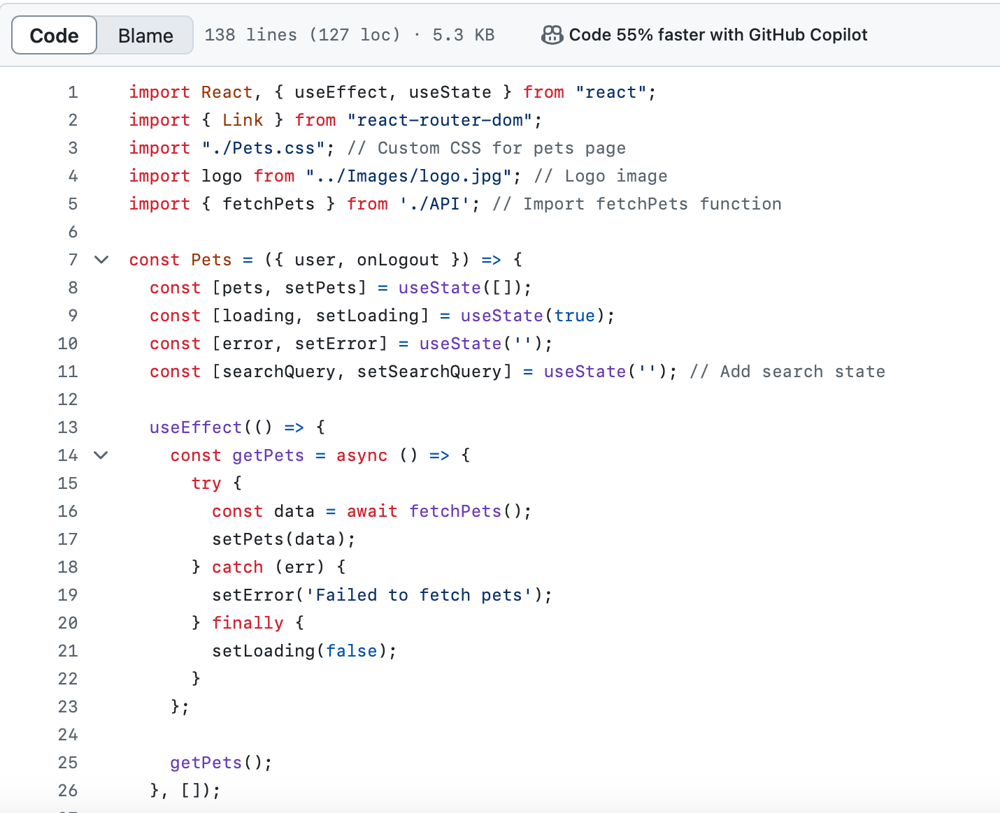 Code Blame 138 lines (127 loc) · 5.3 KB Code 55% faster with GitHub Copilot
1 import React, { useEffect, useState } from "react";
2 import { Link } from "react-router-dom";
3 import "./Pets.css"; // Custom CSS for pets page
4 import logo from "../Images/logo.jpg"; // Logo image
5 import { fetchPets } from './API'; // Import fetchPets function
6
7 const Pets = ({ user, onLogout }) => {
8   const [pets, setPets] = useState([]);
9   const [loading, setLoading] = useState(true);
10   const [error, setError] = useState('');
11   const [searchQuery, setSearchQuery] = useState(''); // Add search state
12
13   useEffect(() => {
14     const getPets = async () => {
15       try {
16         const data = await fetchPets();
17         setPets(data);
18       } catch (err) {
19         setError('Failed to fetch pets');
20       } finally {
21         setLoading(false);
22       }
23     };
24
25     getPets();
26   }, []);